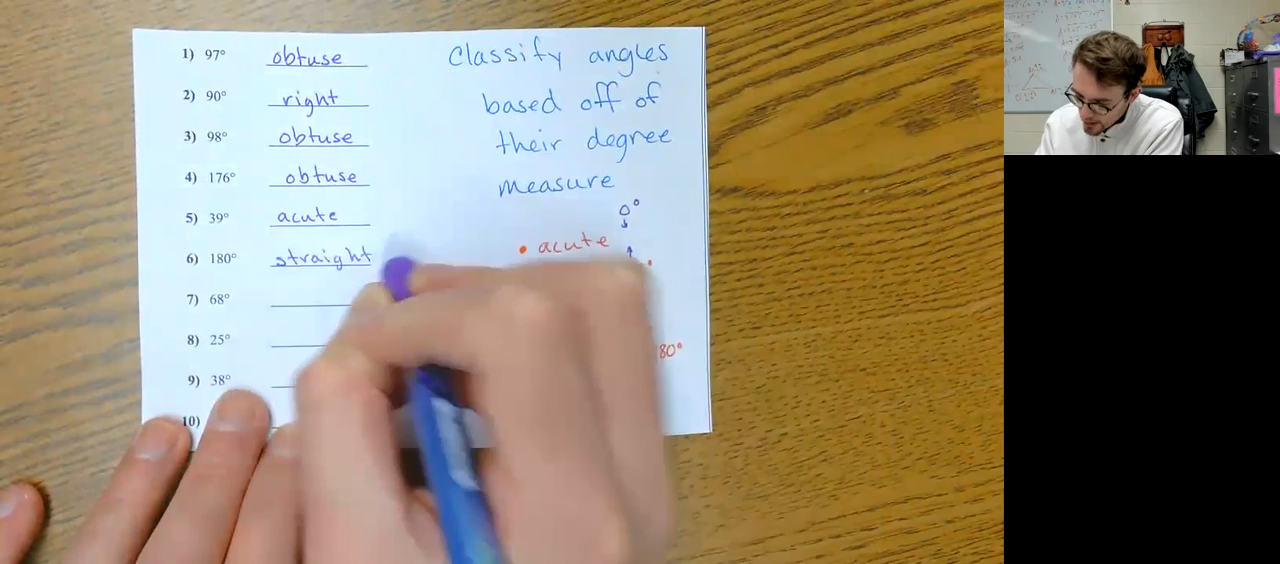 1) 97° obtuse
2) 90° right
3) 98° obtuse
4) 176° obtuse
5) 39° acute
6) 180° straight
7) 68°
8) 25°
9) 38°
10)
Classify angles
based off of
their degree
measure
0°
• acute
80°